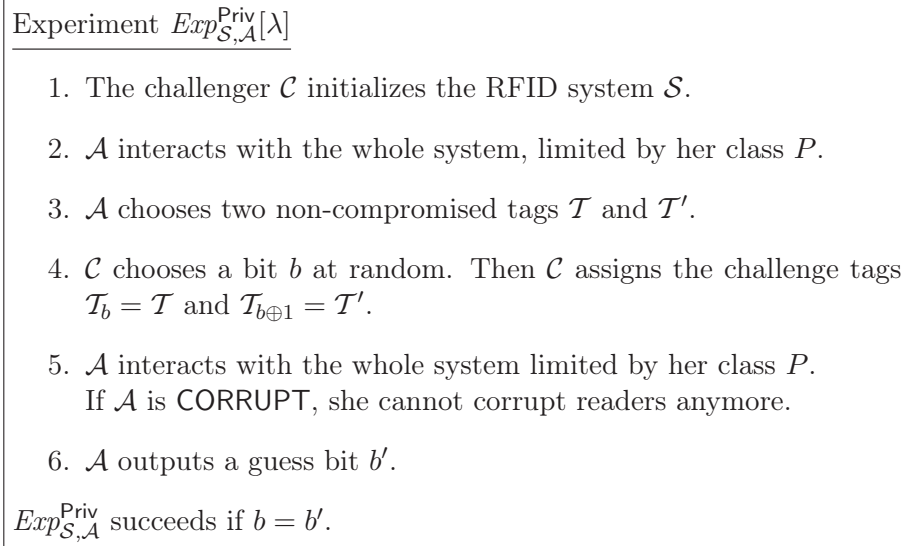 Experiment Exp^{Priv}_{S,A}[λ]
1. The challenger C initializes the RFID system S.
2. A interacts with the whole system, limited by her class P.
3. A chooses two non-compromised tags T and T′.
4. C chooses a bit b at random. Then C assigns the challenge tags
T_b = T and T_{b⊕1} = T′.
5. A interacts with the whole system limited by her class P.
If A is CORRUPT, she cannot corrupt readers anymore.
6. A outputs a guess bit b′.
Exp^{Priv}_{S,A} succeeds if b = b′.